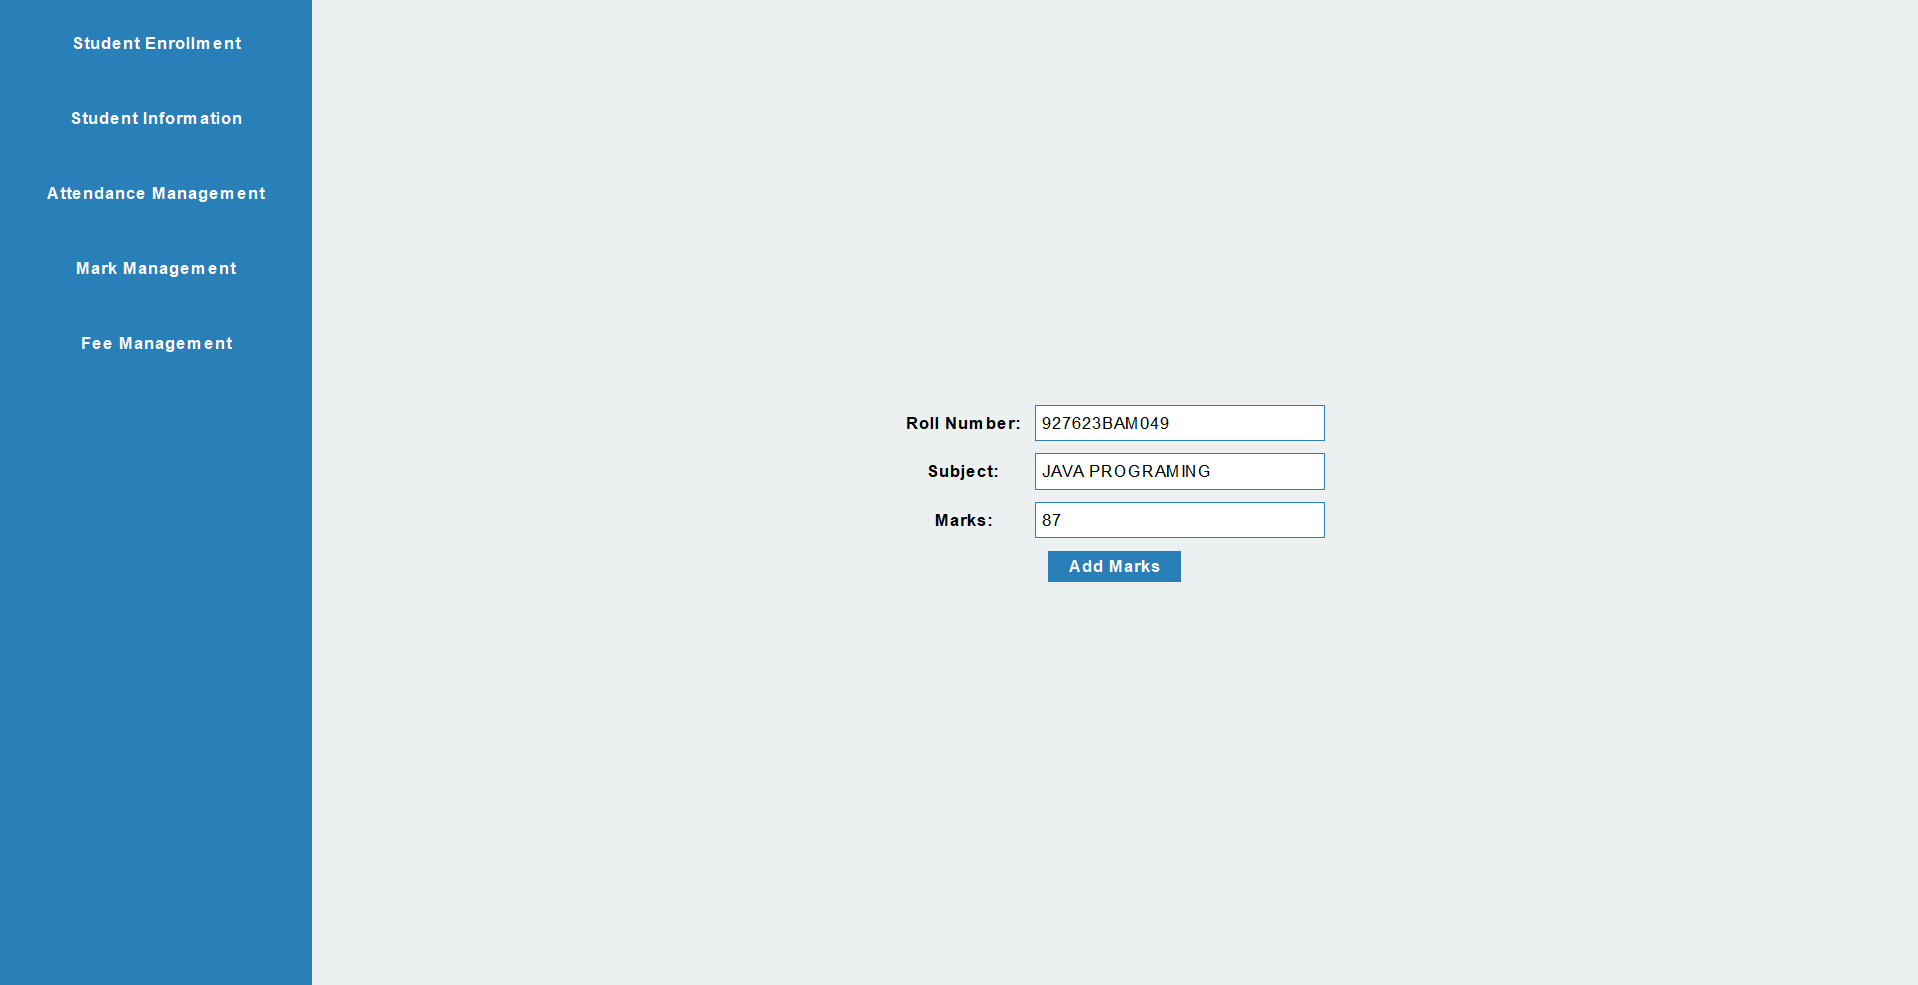 Student Enrollment
Student Information
Attendance Management
Mark Management
Fee Management
Roll Number: 927623BAM049
Subject: JAVA PROGRAMING
Marks: 87
Add Marks